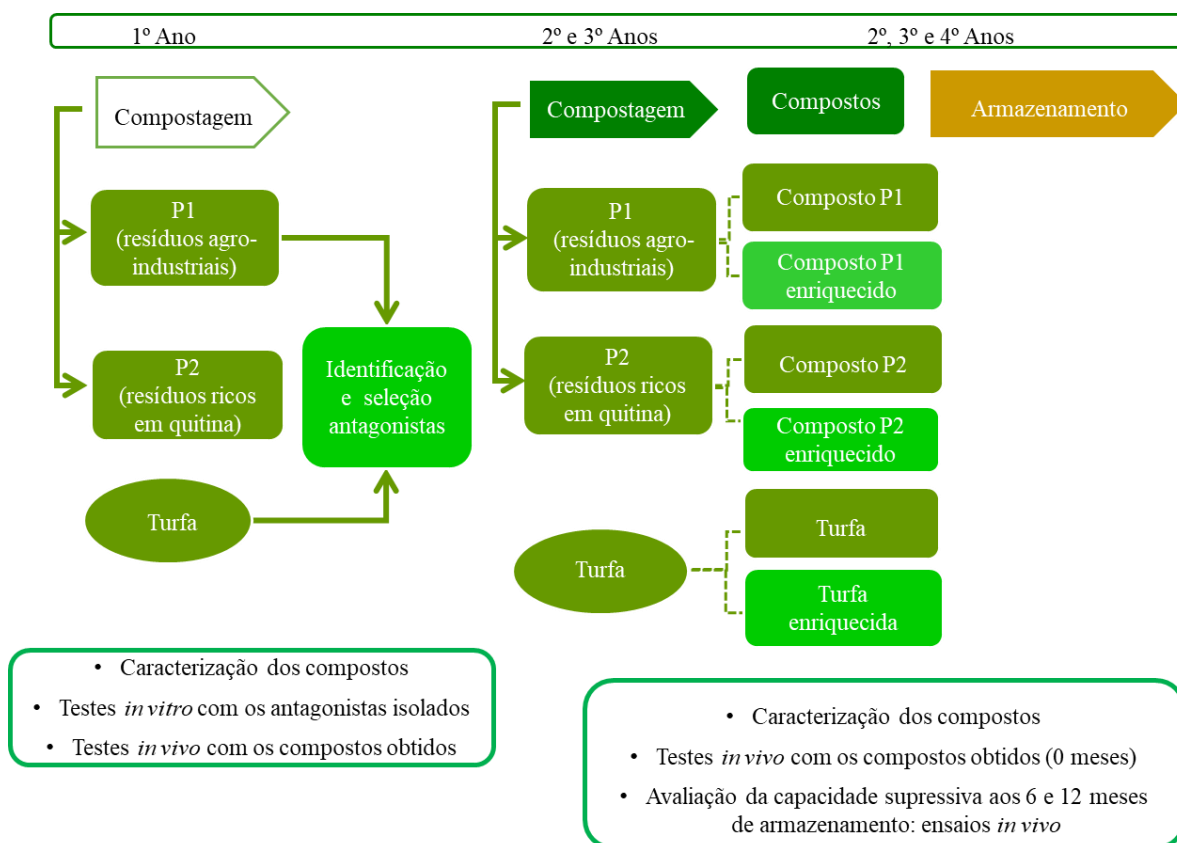 1º Ano
2º e 3º Anos
2º, 3º e 4º Anos
Compostagem
Compostagem
Compostos
Armazenamento
P1
(resíduos agro-
industriais)
P2
(resíduos ricos
em quitina)
Turfa
Identificação
e seleção
antagonistas
P1
(resíduos agro-
industriais)
P2
(resíduos ricos
em quitina)
Turfa
Composto P1
Composto P1
enriquecido
Composto P2
Composto P2
enriquecido
Turfa
Turfa
enriquecida
• Caracterização dos compostos
• Testes in vitro com os antagonistas isolados
• Testes in vivo com os compostos obtidos
• Caracterização dos compostos
• Testes in vivo com os compostos obtidos (0 meses)
• Avaliação da capacidade supressiva aos 6 e 12 meses
de armazenamento: ensaios in vivo